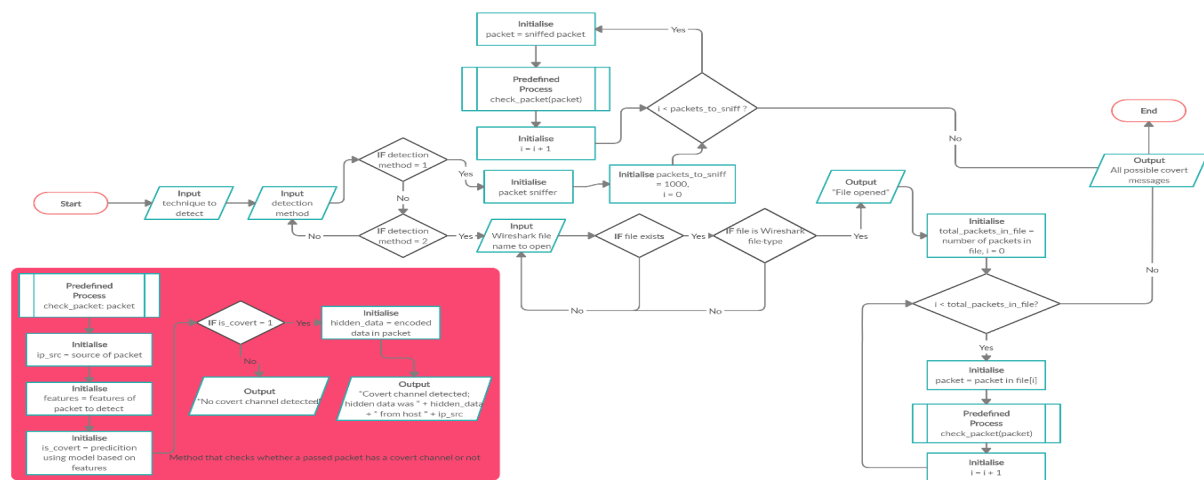 Start
Input
technique to
detect
Input
detection
method
IF detection
method = 1
Yes
No
IF detection
method = 2
No
Yes
Initialise
packet sniffer
Initialise packets_to_sniff
= 1000,
i = 0
i < packets_to_sniff ?
Yes
No
Initialise
packet = sniffed packet
Predefined
Process
check_packet(packet)
Initialise
i = i + 1
Input
Wireshark file
name to open
IF file exists
Yes
No
IF file is Wireshark
file-type
Yes
No
Output
"File opened"
Initialise
total_packets_in_file =
number of packets in
file, i = 0
i < total_packets_in_file?
Yes
No
Initialise
packet = packet in file[i]
Predefined
Process
check_packet(packet)
Initialise
i = i + 1
Output
All possible covert
messages
End
Predefined
Process
check_packet: packet
Initialise
ip_src = source of packet
Initialise
features = features of
packet to detect
Initialise
is_covert = predicition
using model based on
features
IF is_covert = 1
Yes
No
Initialise
hidden_data = encoded
data in packet
Output
"No covert channel detected"
Output
"Covert channel detected;
hidden data was " + hidden_data
+ " from host " + ip_src
Method that checks whether a passed packet has a covert channel or not